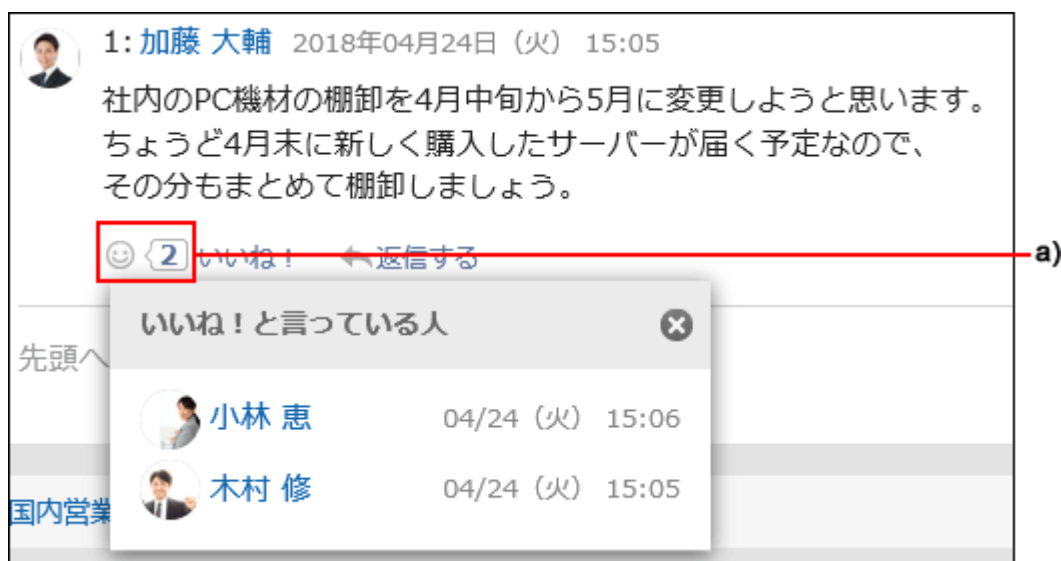 1: 加藤 大輔 2018年04月24日（火） 15:05
社内のPC機材の棚卸を4月中旬から5月に変更しようと思います。
ちょうど4月末に新しく購入したサーバーが届く予定なので、
その分もまとめて棚卸しましょう。
2 いいね！ 返信する
a)
いいね！と言っている人
先頭へ
小林 恵 04/24（火） 15:06
木村 修 04/24（火） 15:05
国内営業